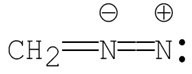 ⊖ ⊕
CH₂=N=N: